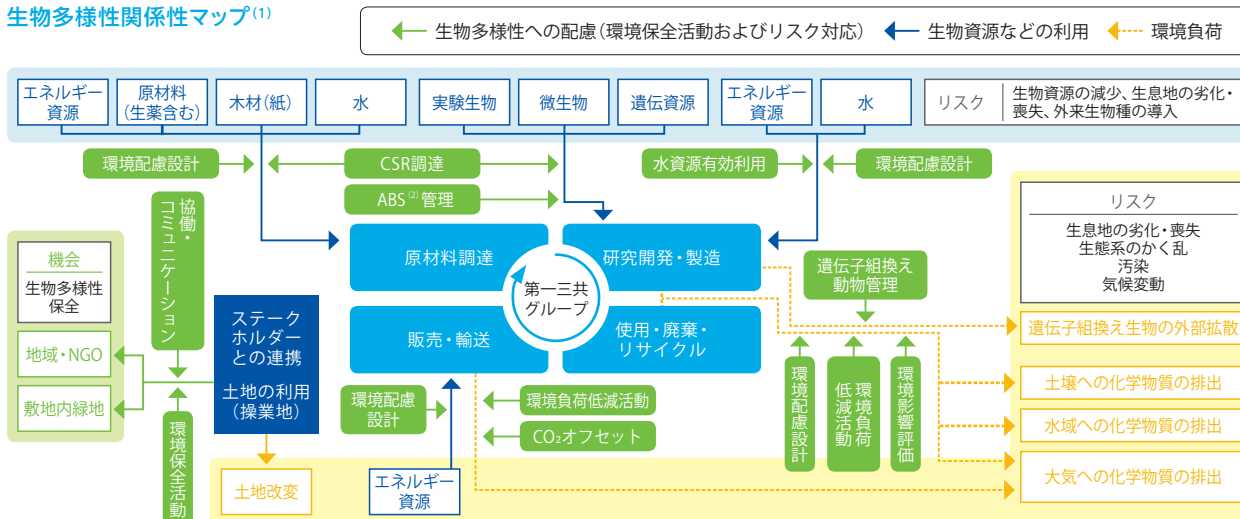 生物多様性関係性マップ(1)
生物多様性への配慮(環境保全活動およびリスク対応)
生物資源などの利用
環境負荷
エネルギー
資源
原材料
(生薬含む)
木材(紙)
水
実験生物
微生物
遺伝資源
エネルギー
資源
水
リスク
生物資源の減少、生息地の劣化・
喪失、外来生物種の導入
環境配慮設計
CSR調達
水資源有効利用
環境配慮設計
ABS(2)管理
協働・
コミュニケーション
機会
生物多様性
保全
地域・NGO
敷地内緑地
環境保全活動
ステーク
ホルダー
との連携
土地の利用
(操業地)
土地改変
原材料調達
研究開発・製造
第一三共
グループ
販売・輸送
使用・廃棄・
リサイクル
環境配慮
設計
環境負荷低減活動
CO₂オフセット
エネルギー
資源
遺伝子組換え
動物管理
環境配慮設計
環境負荷
低減活動
環境影響評価
リスク
生息地の劣化・喪失
生態系のかく乱
汚染
気候変動
遺伝子組換え生物の外部拡散
土壌への化学物質の排出
水域への化学物質の排出
大気への化学物質の排出